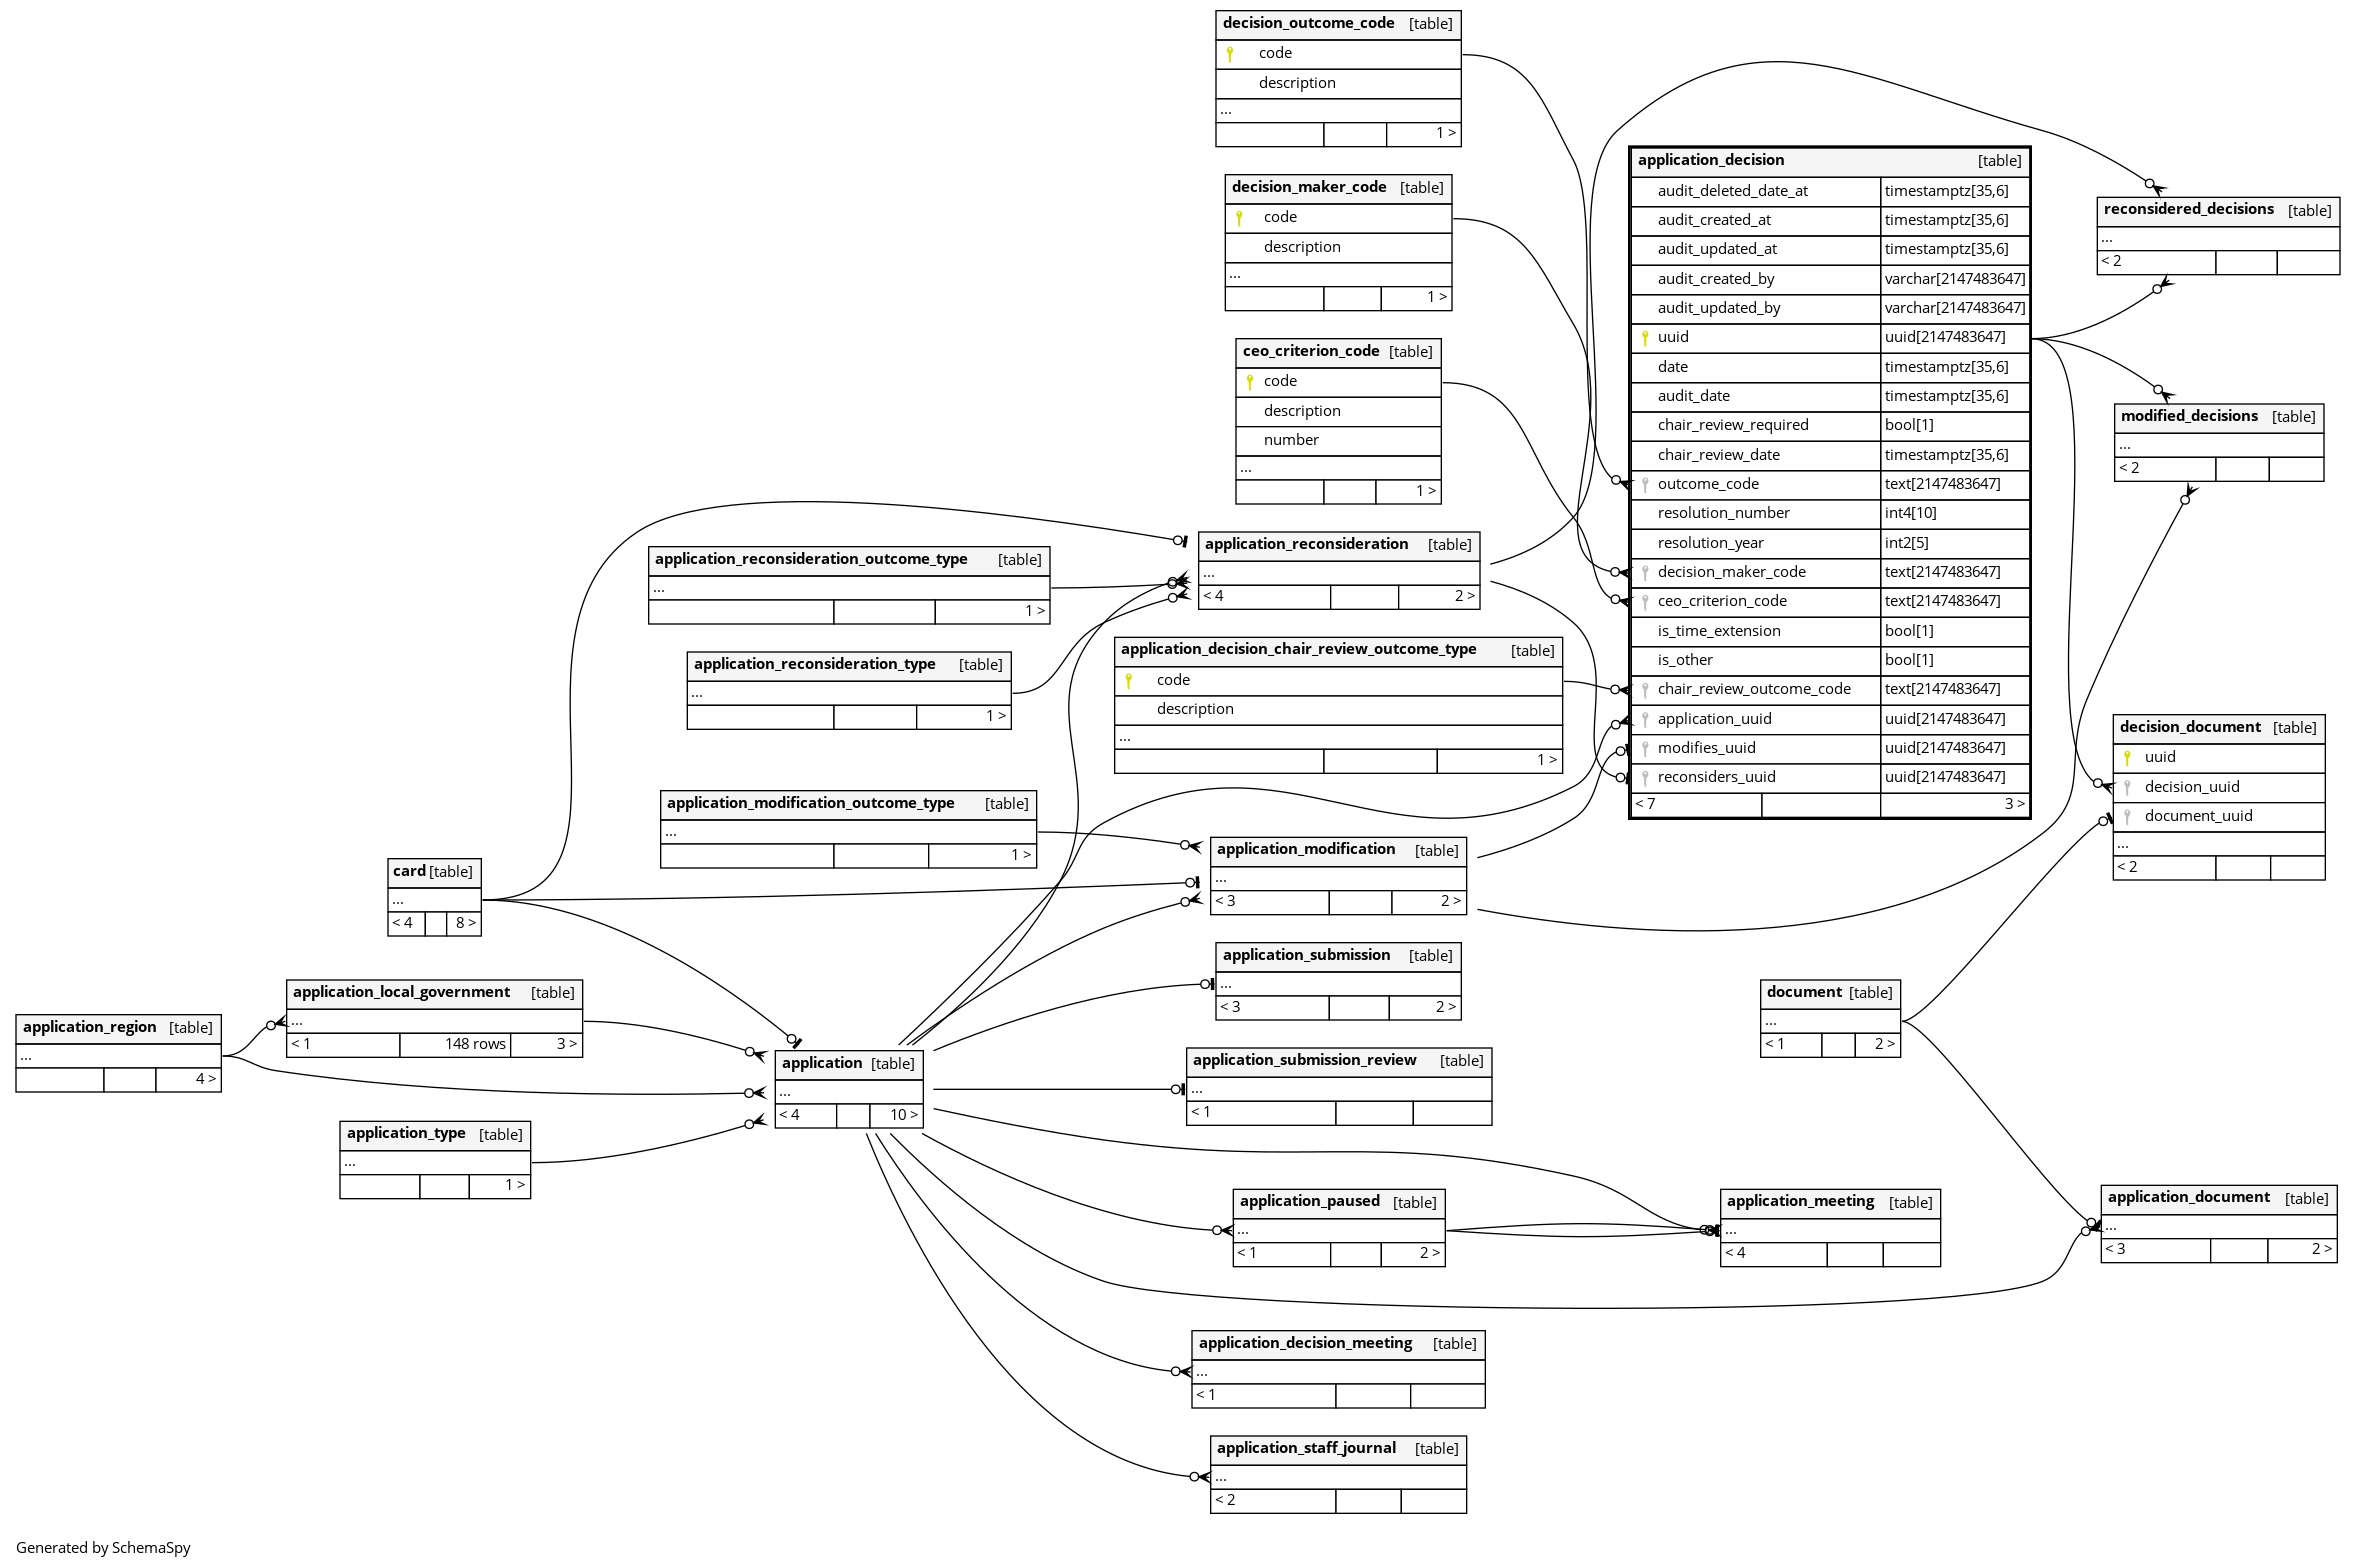 decision_outcome_code [table]
code
description
...
1 >
decision_maker_code [table]
code
description
...
1 >
ceo_criterion_code [table]
code
description
number
...
1 >
application_decision [table]
audit_deleted_date_at timestamptz[35,6]
audit_created_at timestamptz[35,6]
audit_updated_at timestamptz[35,6]
audit_created_by varchar[2147483647]
audit_updated_by varchar[2147483647]
uuid uuid[2147483647]
date timestamptz[35,6]
audit_date timestamptz[35,6]
chair_review_required bool[1]
chair_review_date timestamptz[35,6]
outcome_code text[2147483647]
resolution_number int4[10]
resolution_year int2[5]
decision_maker_code text[2147483647]
ceo_criterion_code text[2147483647]
is_time_extension bool[1]
is_other bool[1]
chair_review_outcome_code text[2147483647]
application_uuid uuid[2147483647]
modifies_uuid uuid[2147483647]
reconsiders_uuid uuid[2147483647]
< 7 3 >
reconsidered_decisions [table]
...
< 2
modified_decisions [table]
...
< 2
application_reconsideration_outcome_type [table]
...
1 >
application_reconsideration [table]
...
< 4 2 >
application_reconsideration_type [table]
...
1 >
application_decision_chair_review_outcome_type [table]
code
description
...
1 >
decision_document [table]
uuid
decision_uuid
document_uuid
...
< 2
application_modification_outcome_type [table]
...
1 >
application_modification [table]
...
< 3 2 >
card [table]
...
< 4 8 >
application_submission [table]
...
< 3 2 >
application_local_government [table]
...
< 1 148 rows 3 >
document [table]
...
< 1 2 >
application_region [table]
...
4 >
application [table]
...
< 4 10 >
application_submission_review [table]
...
< 1
application_type [table]
...
1 >
application_paused [table]
...
< 1 2 >
application_meeting [table]
...
< 4
application_document [table]
...
< 3 2 >
application_decision_meeting [table]
...
< 1
application_staff_journal [table]
...
< 2
Generated by SchemaSpy